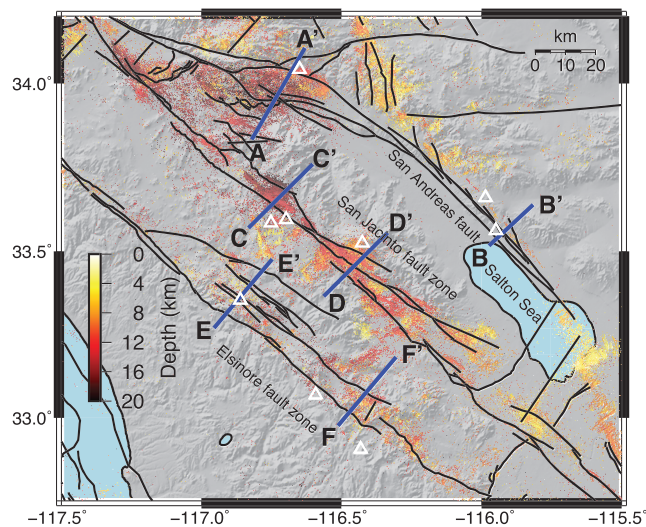 A'
34.0°
km
0 10 20
A
C'
San Andreas fault
San Jacinto fault zone
B'
C
D'
33.5°
B
0
4
8
12
16
20
Depth (km)
E'
D
Salton Sea
E
F'
Elsinore fault zone
33.0°
F
−117.5 −117.0 −116.5 −116.0 −115.5